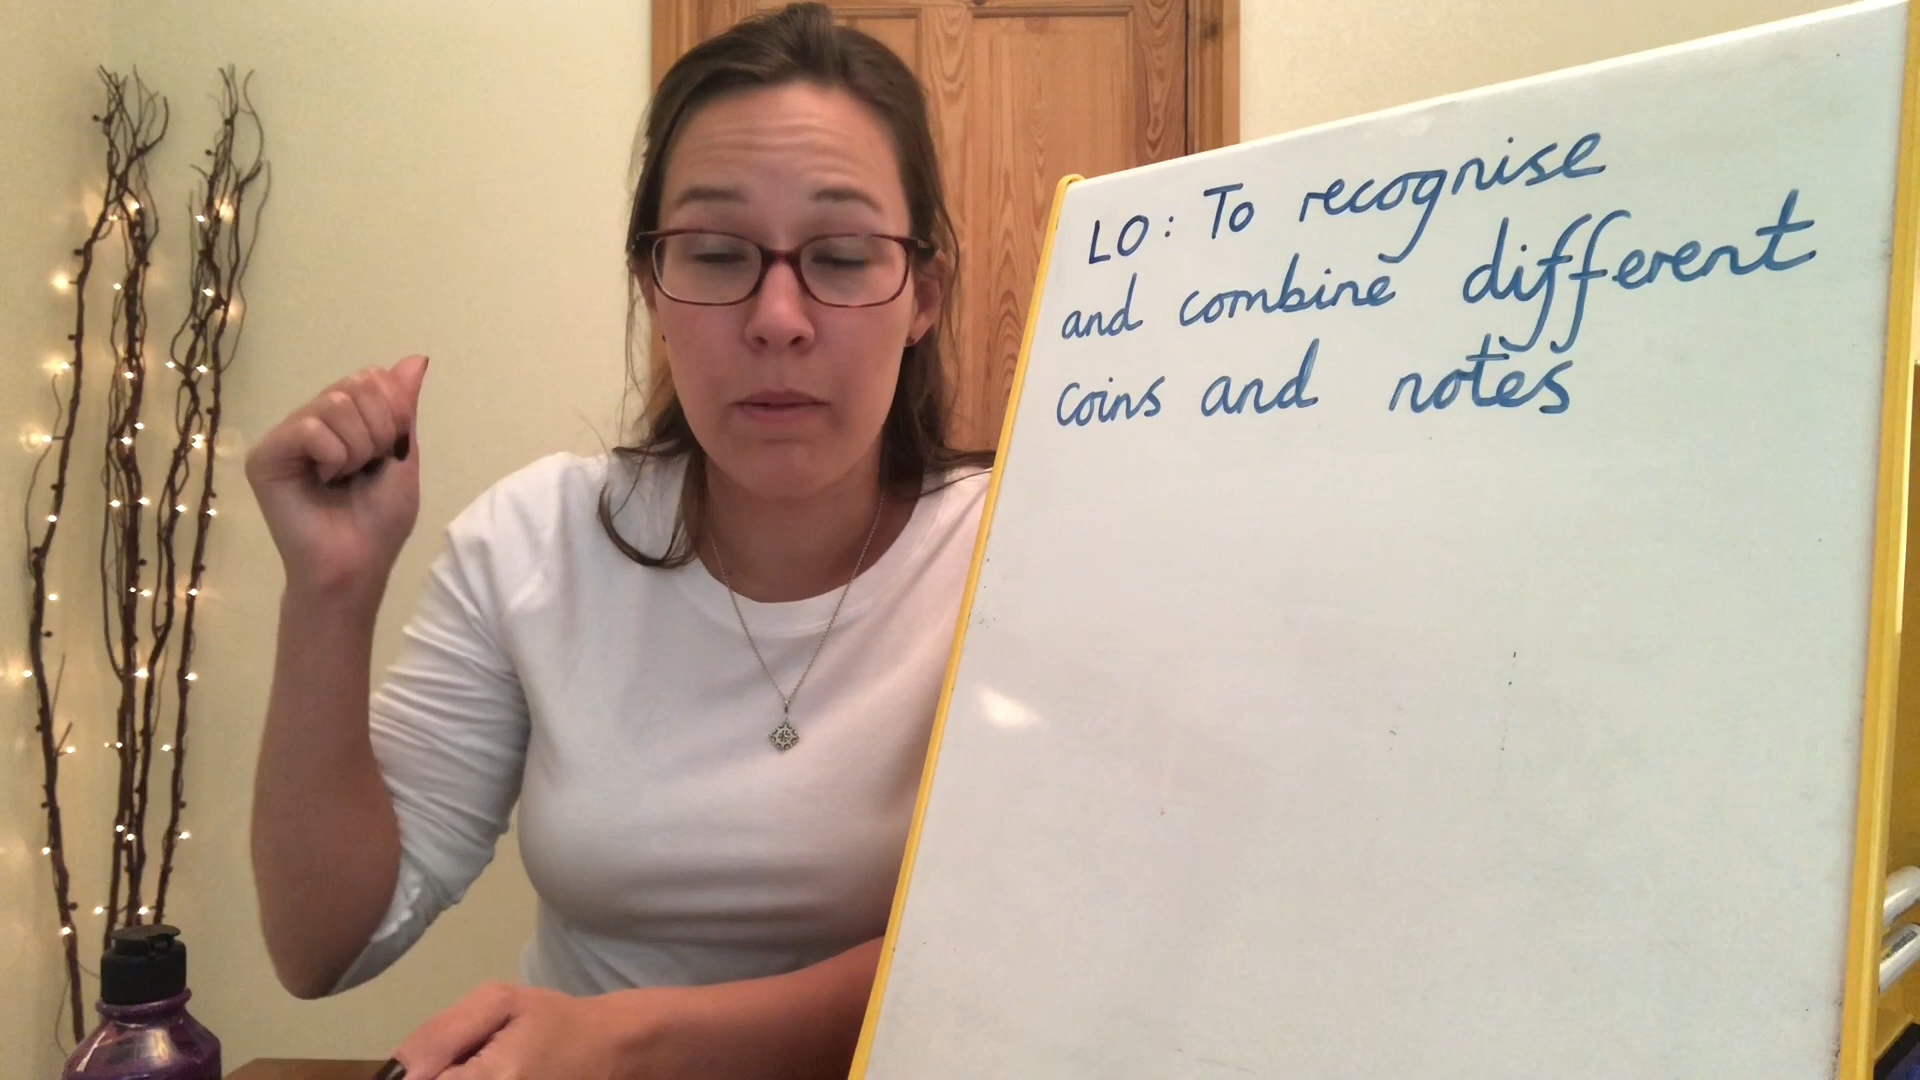 LO: To recognise
and combine different
coins and notes